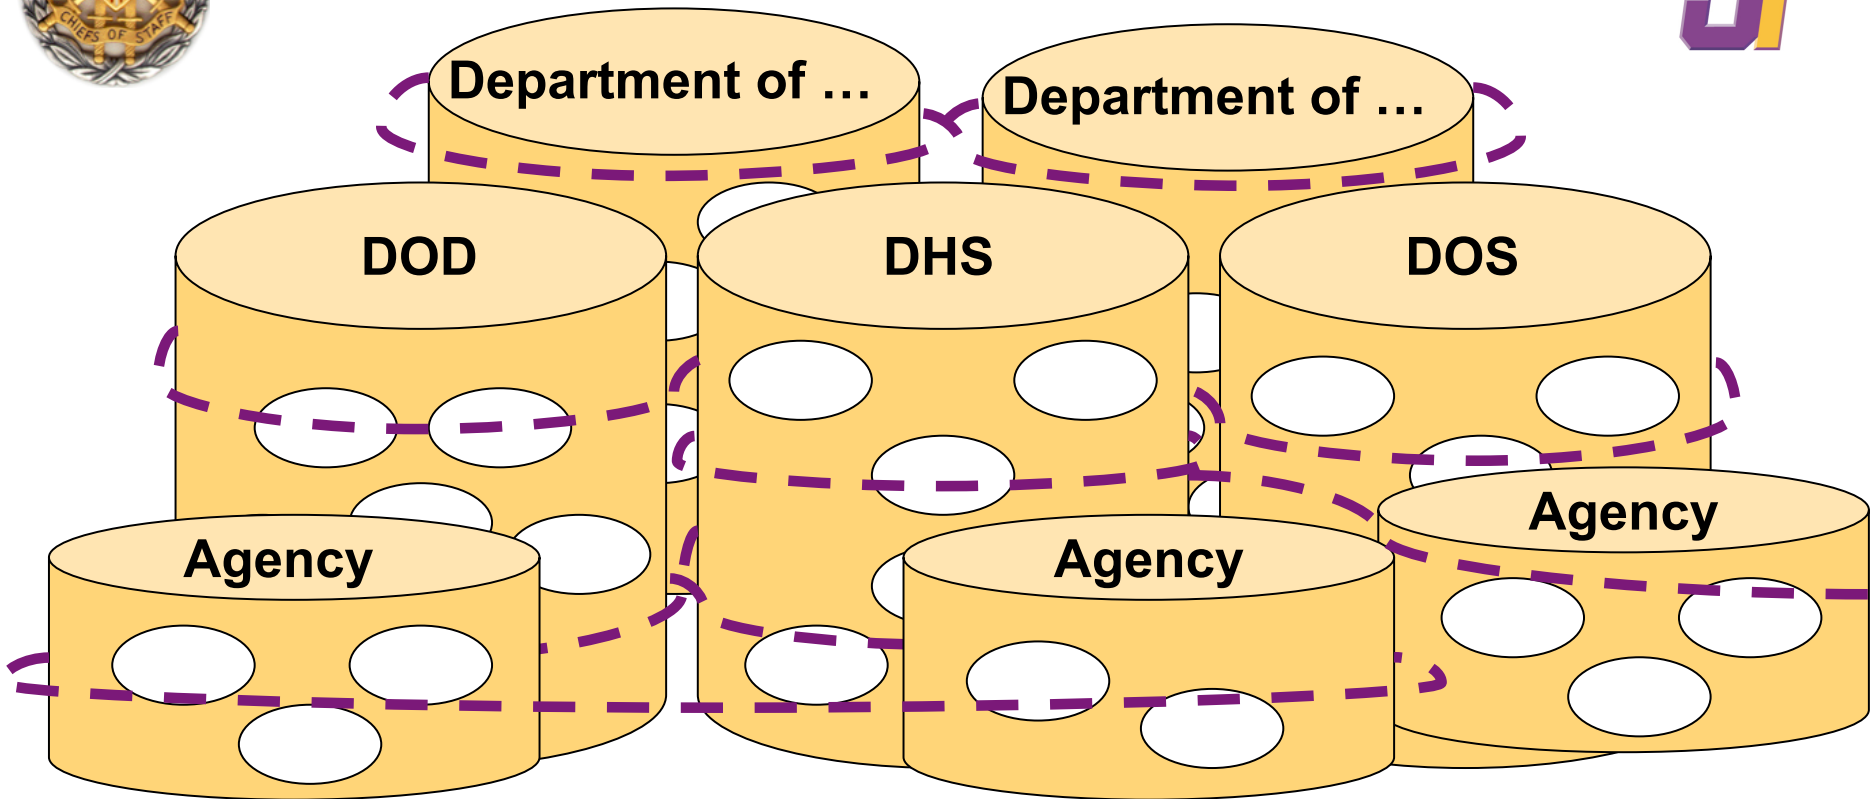 CHIEFS OF STAFF
Department of …
Department of …
DOD
DHS
DOS
Agency
Agency
Agency